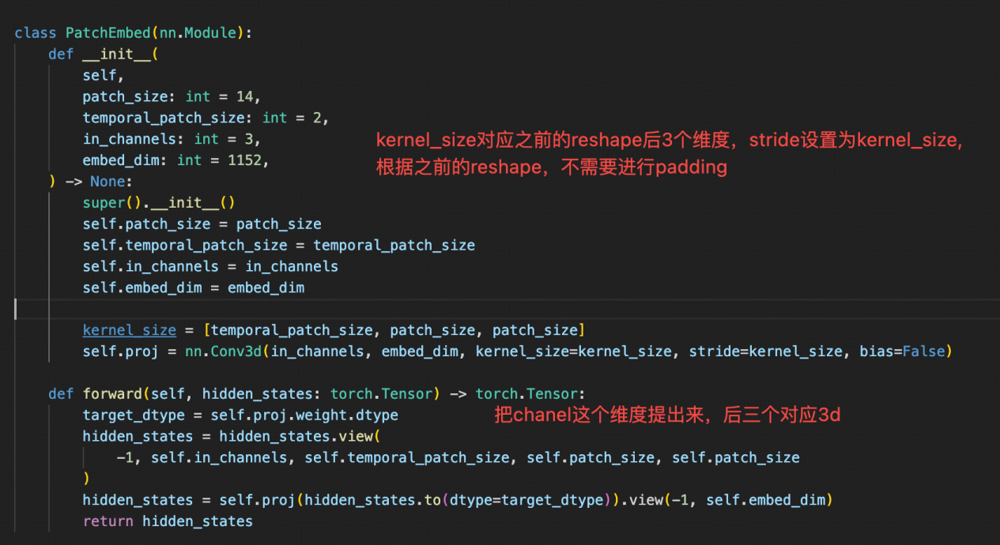 class PatchEmbed(nn.Module):
    def __init__(
        self,
        patch_size: int = 14,
        temporal_patch_size: int = 2,
        in_channels: int = 3,
        embed_dim: int = 1152,
kernel_size对应之前的reshape后3个维度，stride设置为kernel_size,
根据之前的reshape，不需要进行padding
    ) -> None:
        super().__init__()
        self.patch_size = patch_size
        self.temporal_patch_size = temporal_patch_size
        self.in_channels = in_channels
        self.embed_dim = embed_dim
        kernel_size = [temporal_patch_size, patch_size, patch_size]
        self.proj = nn.Conv3d(in_channels, embed_dim, kernel_size=kernel_size, stride=kernel_size, bias=False)
    def forward(self, hidden_states: torch.Tensor) -> torch.Tensor:
        target_dtype = self.proj.weight.dtype
把chanel这个维度提出来，后三个对应3d
        hidden_states = hidden_states.view(
            -1, self.in_channels, self.temporal_patch_size, self.patch_size, self.patch_size
        )
        hidden_states = self.proj(hidden_states.to(dtype=target_dtype)).view(-1, self.embed_dim)
        return hidden_states